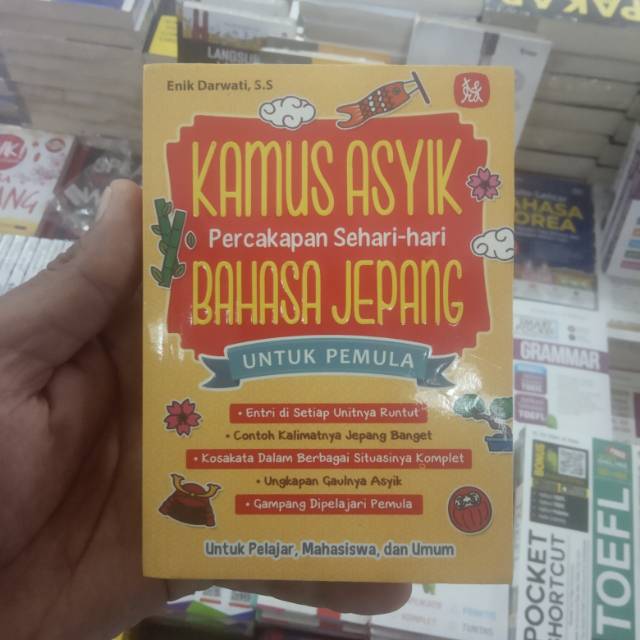 Enik Darwati, S.S
KAMUS ASYIK
Percakapan Sehari-hari
BAHASA JEPANG
UNTUK PEMULA
• Entri di Setiap Unitnya Runtut
• Contoh Kalimatnya Jepang Banget
• Kosakata Dalam Berbagai Situasinya Komplet
• Ungkapan Gaulnya Asyik
• Gampang Dipelajari Pemula
Untuk Pelajar, Mahasiswa, dan Umum
LANGSUNG
BAHASA
KOREA
GRAMMAR
TOEFL
POCKET
SHORTCUT
TOEFL